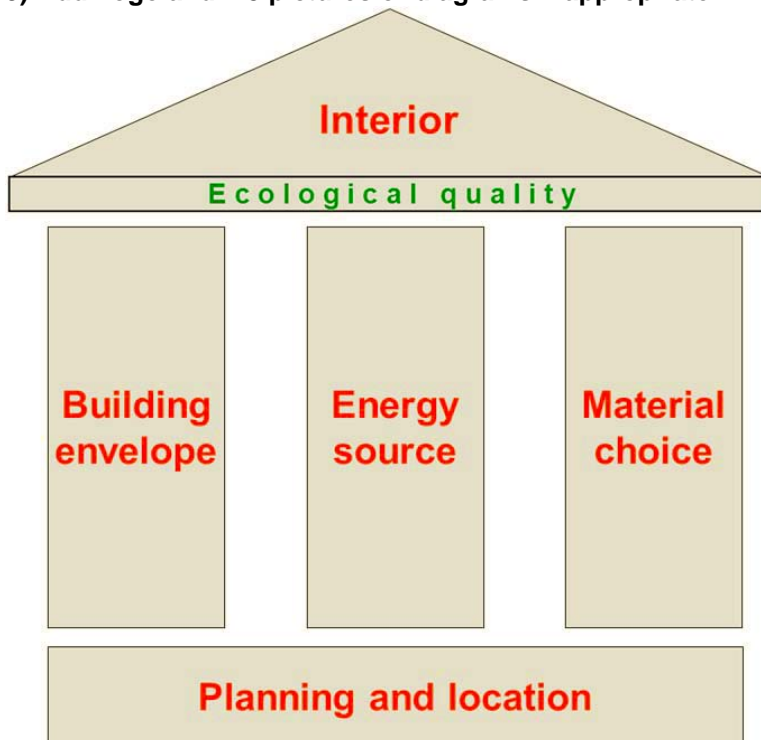 Interior
Ecological quality
Building
envelope
Energy
source
Material
choice
Planning and location